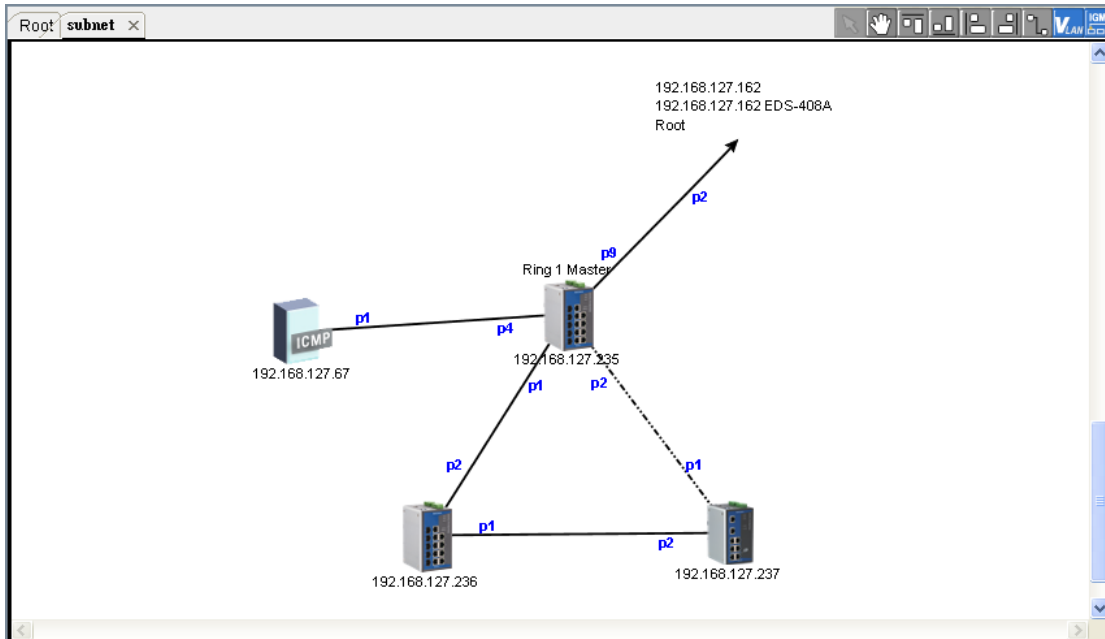 Root subnet
VLAN IGM
192.168.127.162
192.168.127.162 EDS-408A
Root
p2
p9
Ring 1 Master
p1
p4
ICMP
192.168.127.235
192.168.127.67
p1
p2
p2
p1
p1
p2
192.168.127.236
192.168.127.237